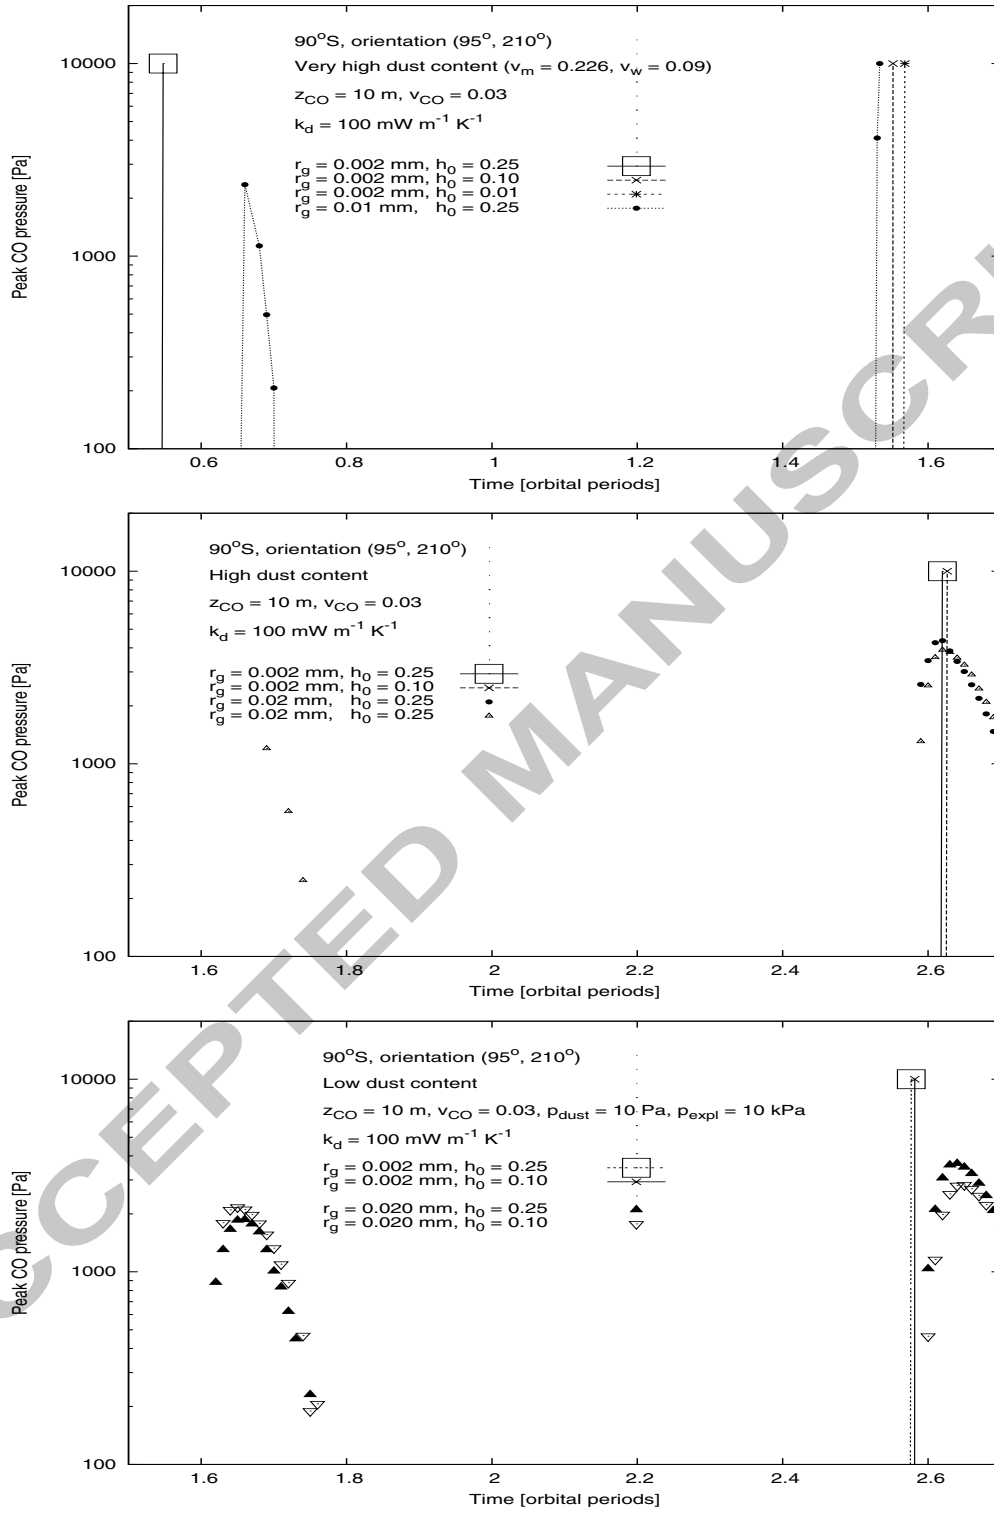 90°S, orientation (95°, 210°)
Very high dust content (v_m = 0.226, v_w = 0.09)
z_CO = 10 m, v_CO = 0.03
k_d = 100 mW m⁻¹ K⁻¹
r_g = 0.002 mm, h_0 = 0.25
r_g = 0.002 mm, h_0 = 0.10
r_g = 0.002 mm, h_0 = 0.01
r_g = 0.01 mm, h_0 = 0.25
10000
1000
100
Peak CO pressure [Pa]
0.6 0.8 1 1.2 1.4 1.6
Time [orbital periods]
90°S, orientation (95°, 210°)
High dust content
z_CO = 10 m, v_CO = 0.03
k_d = 100 mW m⁻¹ K⁻¹
r_g = 0.002 mm, h_0 = 0.25
r_g = 0.002 mm, h_0 = 0.10
r_g = 0.02 mm, h_0 = 0.25
r_g = 0.02 mm, h_0 = 0.25
10000
1000
100
Peak CO pressure [Pa]
1.6 1.8 2 2.2 2.4 2.6
Time [orbital periods]
90°S, orientation (95°, 210°)
Low dust content
z_CO = 10 m, v_CO = 0.03, p_dust = 10 Pa, p_expl = 10 kPa
k_d = 100 mW m⁻¹ K⁻¹
r_g = 0.002 mm, h_0 = 0.25
r_g = 0.002 mm, h_0 = 0.10
r_g = 0.020 mm, h_0 = 0.25
r_g = 0.020 mm, h_0 = 0.10
10000
1000
100
Peak CO pressure [Pa]
1.6 1.8 2 2.2 2.4 2.6
Time [orbital periods]
CCEPTED MANUSCRI